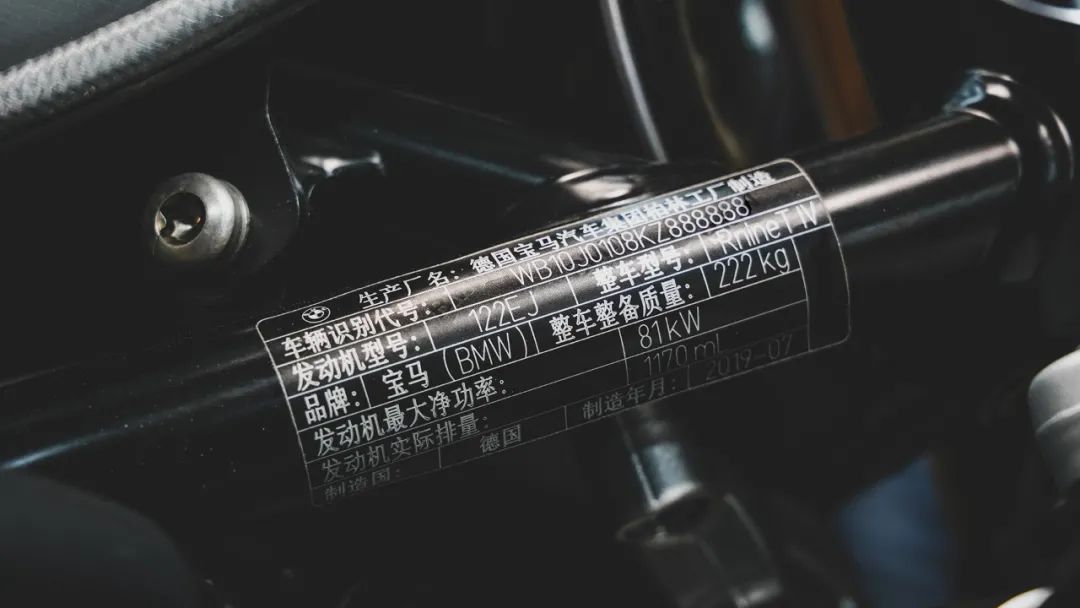 生产厂名: 德国宝马汽车集团柏林工厂制造
车辆识别代号: WB10J0108KZ888888
发动机型号: 122EJ 整车型号: RnineT IV
品牌: 宝马 (BMW) 整车整备质量: 222kg
发动机最大净功率: 81kW
发动机实际排量: 1170 ml
制造国: 德国 制造年月: 2019-07